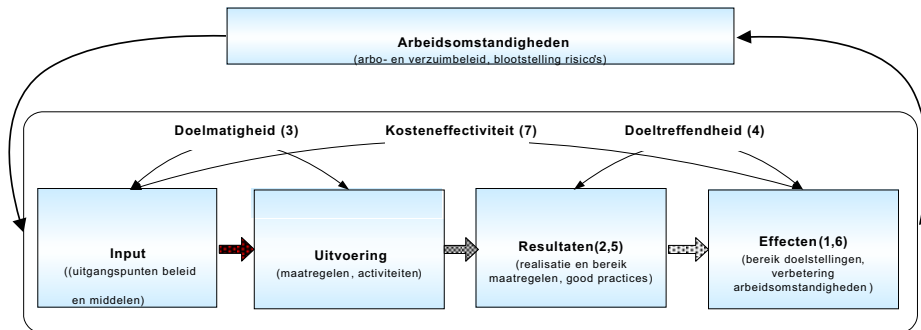 Arbeidsomstandigheden
(arbo- en verzuimbeleid, blootstelling risico's)
Doelmatigheid (3)
Kosteneffectiviteit (7)
Doeltreffendheid (4)
Input
((uitgangspunten beleid
en middelen)
Uitvoering
(maatregelen, activiteiten)
Resultaten(2,5)
(realisatie en bereik
maatregelen, good practices)
Effecten(1,6)
(bereik doelstellingen,
verbetering
arbeidsomstandigheden)